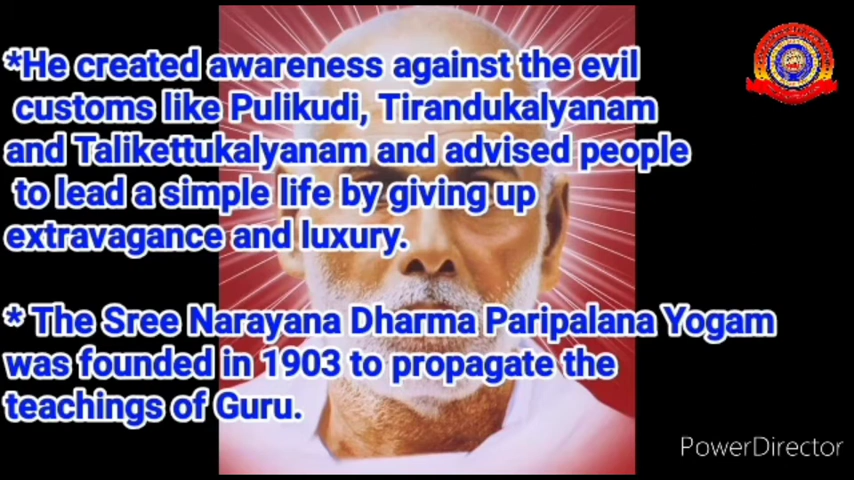 *He created awareness against the evil
customs like Pulikudi, Tirandukalyanam
and Talikettukalyanam and advised people
to lead a simple life by giving up
extravagance and luxury.
* The Sree Narayana Dharma Paripalana Yogam
was founded in 1903 to propagate the
teachings of Guru.
PowerDirector